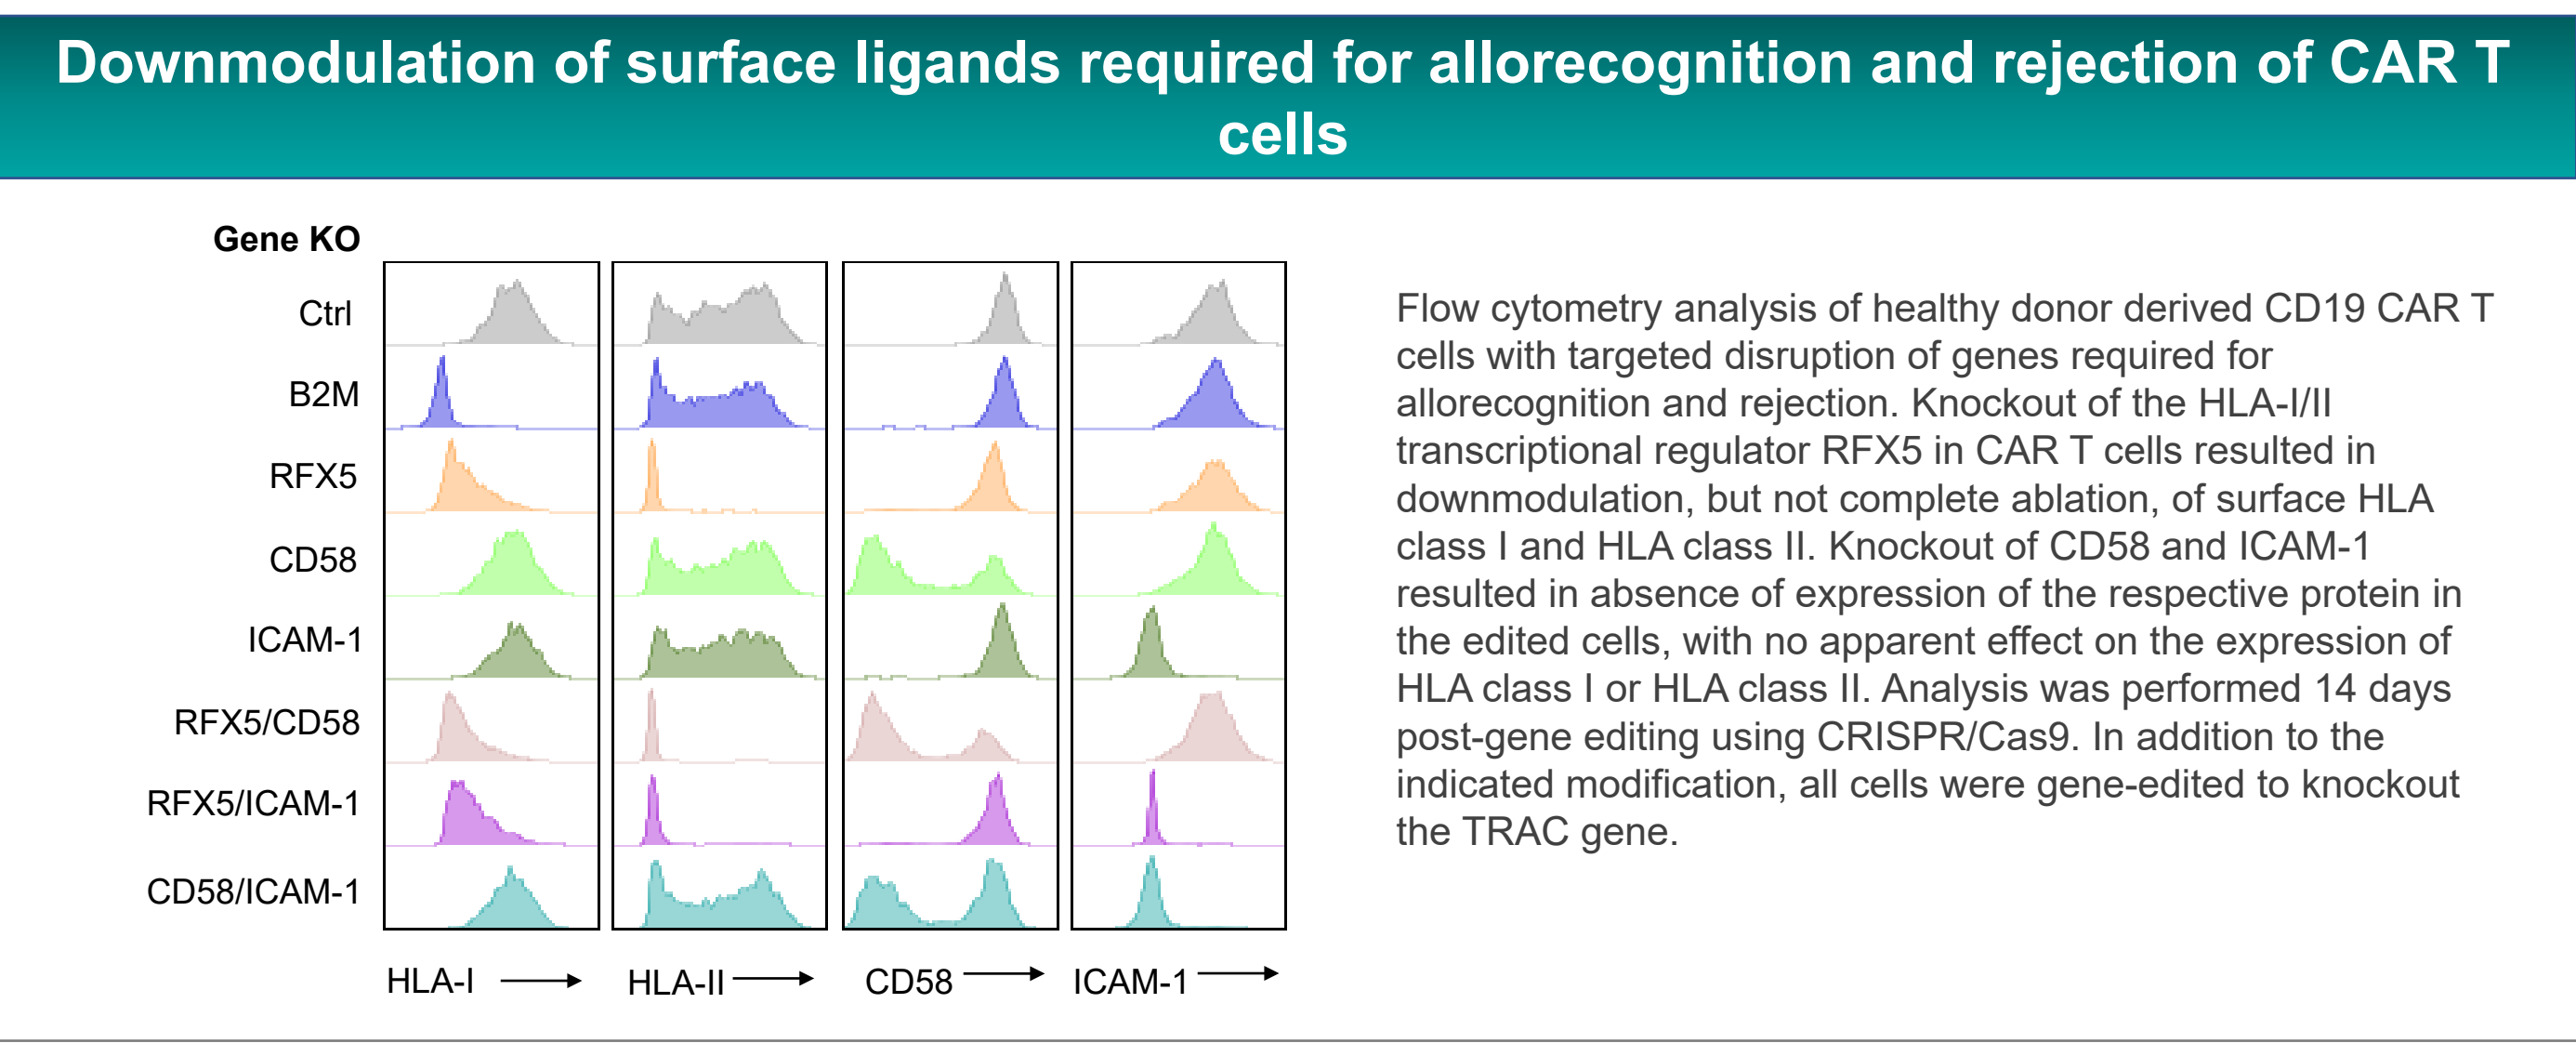 Downmodulation of surface ligands required for allorecognition and rejection of CAR T
cells
Gene KO
Ctrl
B2M
RFX5
CD58
ICAM-1
RFX5/CD58
RFX5/ICAM-1
CD58/ICAM-1
HLA-I
HLA-II
CD58
ICAM-1
Flow cytometry analysis of healthy donor derived CD19 CAR T
cells with targeted disruption of genes required for
allorecognition and rejection. Knockout of the HLA-I/II
transcriptional regulator RFX5 in CAR T cells resulted in
downmodulation, but not complete ablation, of surface HLA
class I and HLA class II. Knockout of CD58 and ICAM-1
resulted in absence of expression of the respective protein in
the edited cells, with no apparent effect on the expression of
HLA class I or HLA class II. Analysis was performed 14 days
post-gene editing using CRISPR/Cas9. In addition to the
indicated modification, all cells were gene-edited to knockout
the TRAC gene.